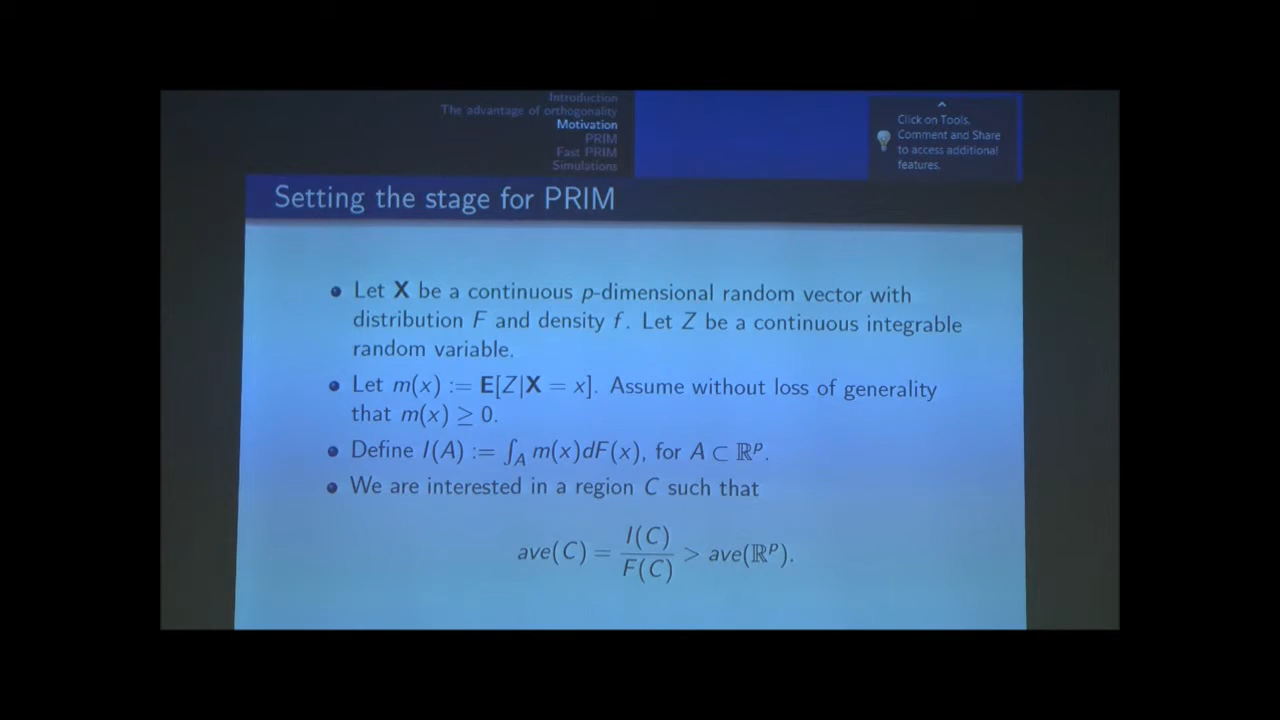 Introduction
The advantage of orthogonality
Motivation
PRIM
Fast PRIM
Simulations
Click on Tools,
Comment and Share
to access additional
features.
Setting the stage for PRIM
Let X be a continuous p-dimensional random vector with
distribution F and density f. Let Z be a continuous integrable
random variable.
Let m(x) := E[Z|X = x]. Assume without loss of generality
that m(x) ≥ 0.
Define I(A) := ∫_A m(x)dF(x), for A ⊂ ℝ^p.
We are interested in a region C such that
ave(C) = I(C)/F(C) > ave(ℝ^p).